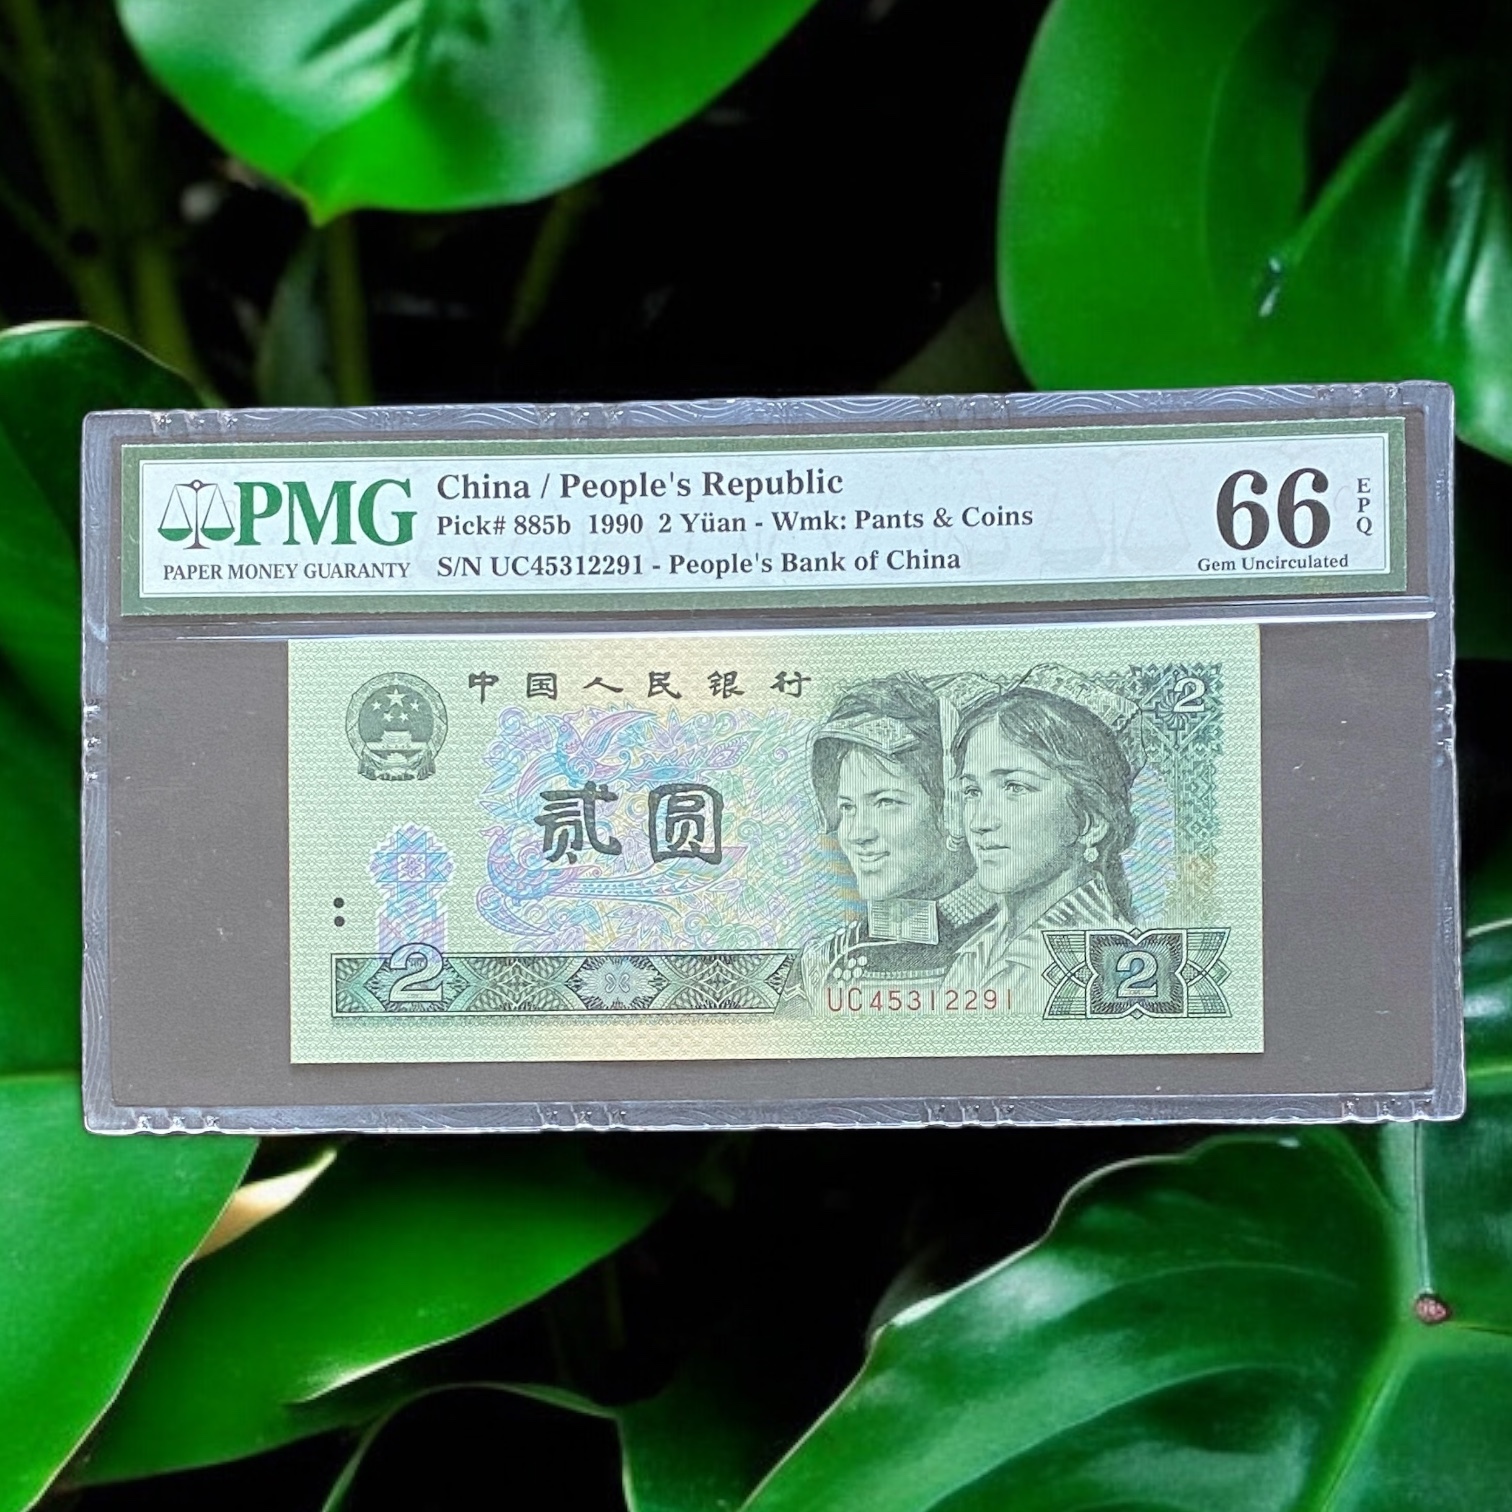 PMG
PAPER MONEY GUARANTY
China / People's Republic
Pick# 885b 1990 2 Yüan - Wmk: Pants & Coins
S/N UC45312291 - People's Bank of China
66
EPQ
Gem Uncirculated
中国人民银行
2
贰圆
2
UC45312291
2